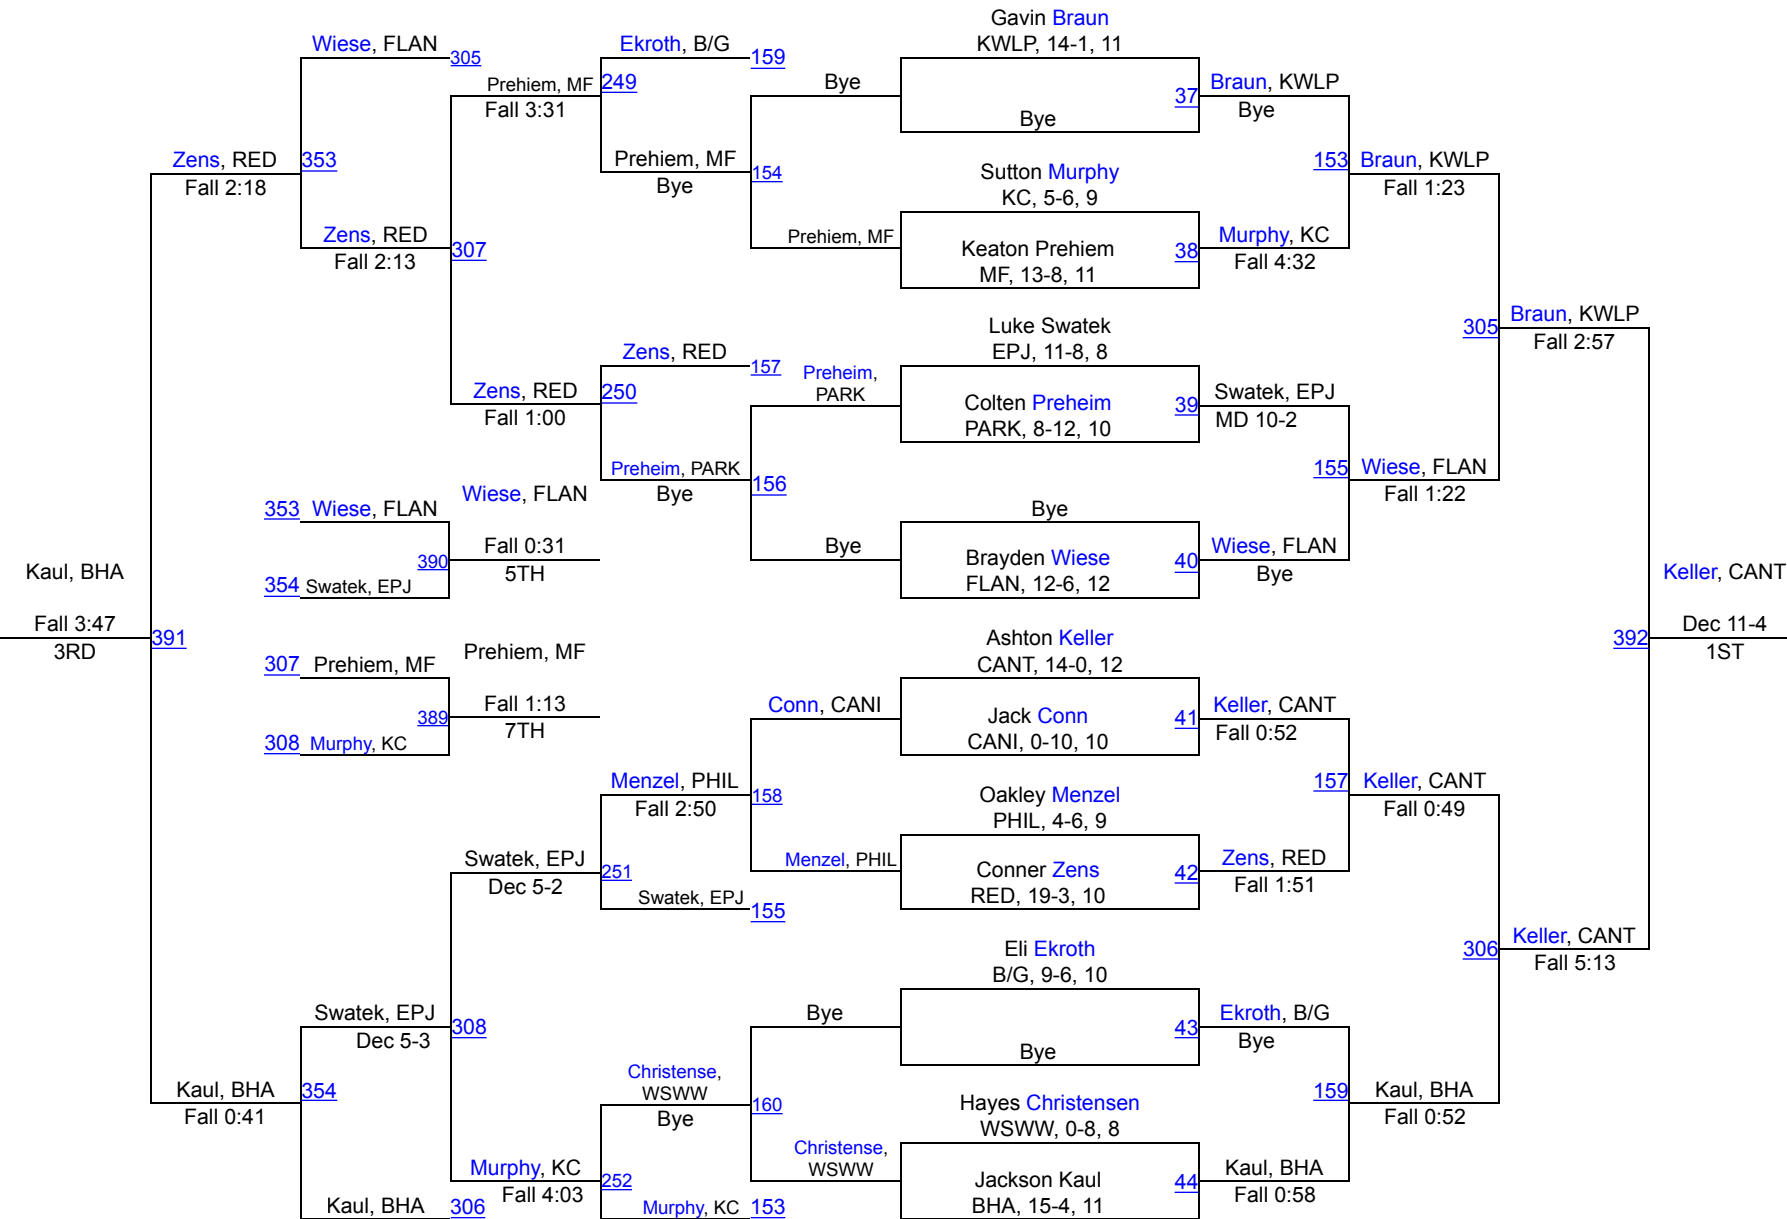 Gavin Braun
KWLP, 14-1, 11
Wiese, FLAN
305
Ekroth, B/G
159
Prehiem, MF
249
Fall 3:31
Bye
37
Braun, KWLP
Bye
Bye
Zens, RED
353
Fall 2:18
Prehiem, MF
154
Bye
Sutton Murphy
KC, 5-6, 9
153
Braun, KWLP
Fall 1:23
Zens, RED
307
Fall 2:13
Prehiem, MF
Keaton Prehiem
MF, 13-8, 11
38
Murphy, KC
Fall 4:32
Luke Swatek
EPJ, 11-8, 8
305
Braun, KWLP
Fall 2:57
Zens, RED
157
Zens, RED
250
Fall 1:00
Preheim,
PARK
Colten Preheim
PARK, 8-12, 10
39
Swatek, EPJ
MD 10-2
Preheim, PARK
156
Bye
155
Wiese, FLAN
Fall 1:22
353
Wiese, FLAN
Wiese, FLAN
Bye
390
Fall 0:31
5TH
354
Swatek, EPJ
Bye
Brayden Wiese
FLAN, 12-6, 12
40
Wiese, FLAN
Bye
Kaul, BHA
Fall 3:47
3RD
391
Keller, CANT
392
Dec 11-4
1ST
307
Prehiem, MF
Prehiem, MF
389
Fall 1:13
7TH
308
Murphy, KC
Ashton Keller
CANT, 14-0, 12
Conn, CANI
Jack Conn
CANI, 0-10, 10
41
Keller, CANT
Fall 0:52
Menzel, PHIL
158
Fall 2:50
Oakley Menzel
PHIL, 4-6, 9
157
Keller, CANT
Fall 0:49
Swatek, EPJ
251
Dec 5-2
Swatek, EPJ
155
Menzel, PHIL
Conner Zens
RED, 19-3, 10
42
Zens, RED
Fall 1:51
Eli Ekroth
B/G, 9-6, 10
306
Keller, CANT
Fall 5:13
Swatek, EPJ
308
Dec 5-3
Bye
Bye
43
Ekroth, B/G
Bye
Kaul, BHA
354
Fall 0:41
Christense,
WSWW
160
Bye
Hayes Christensen
WSWW, 0-8, 8
159
Kaul, BHA
Fall 0:52
Murphy, KC
252
Fall 4:03
Christense,
WSWW
Jackson Kaul
BHA, 15-4, 11
44
Kaul, BHA
Fall 0:58
Kaul, BHA
306
Murphy, KC
153